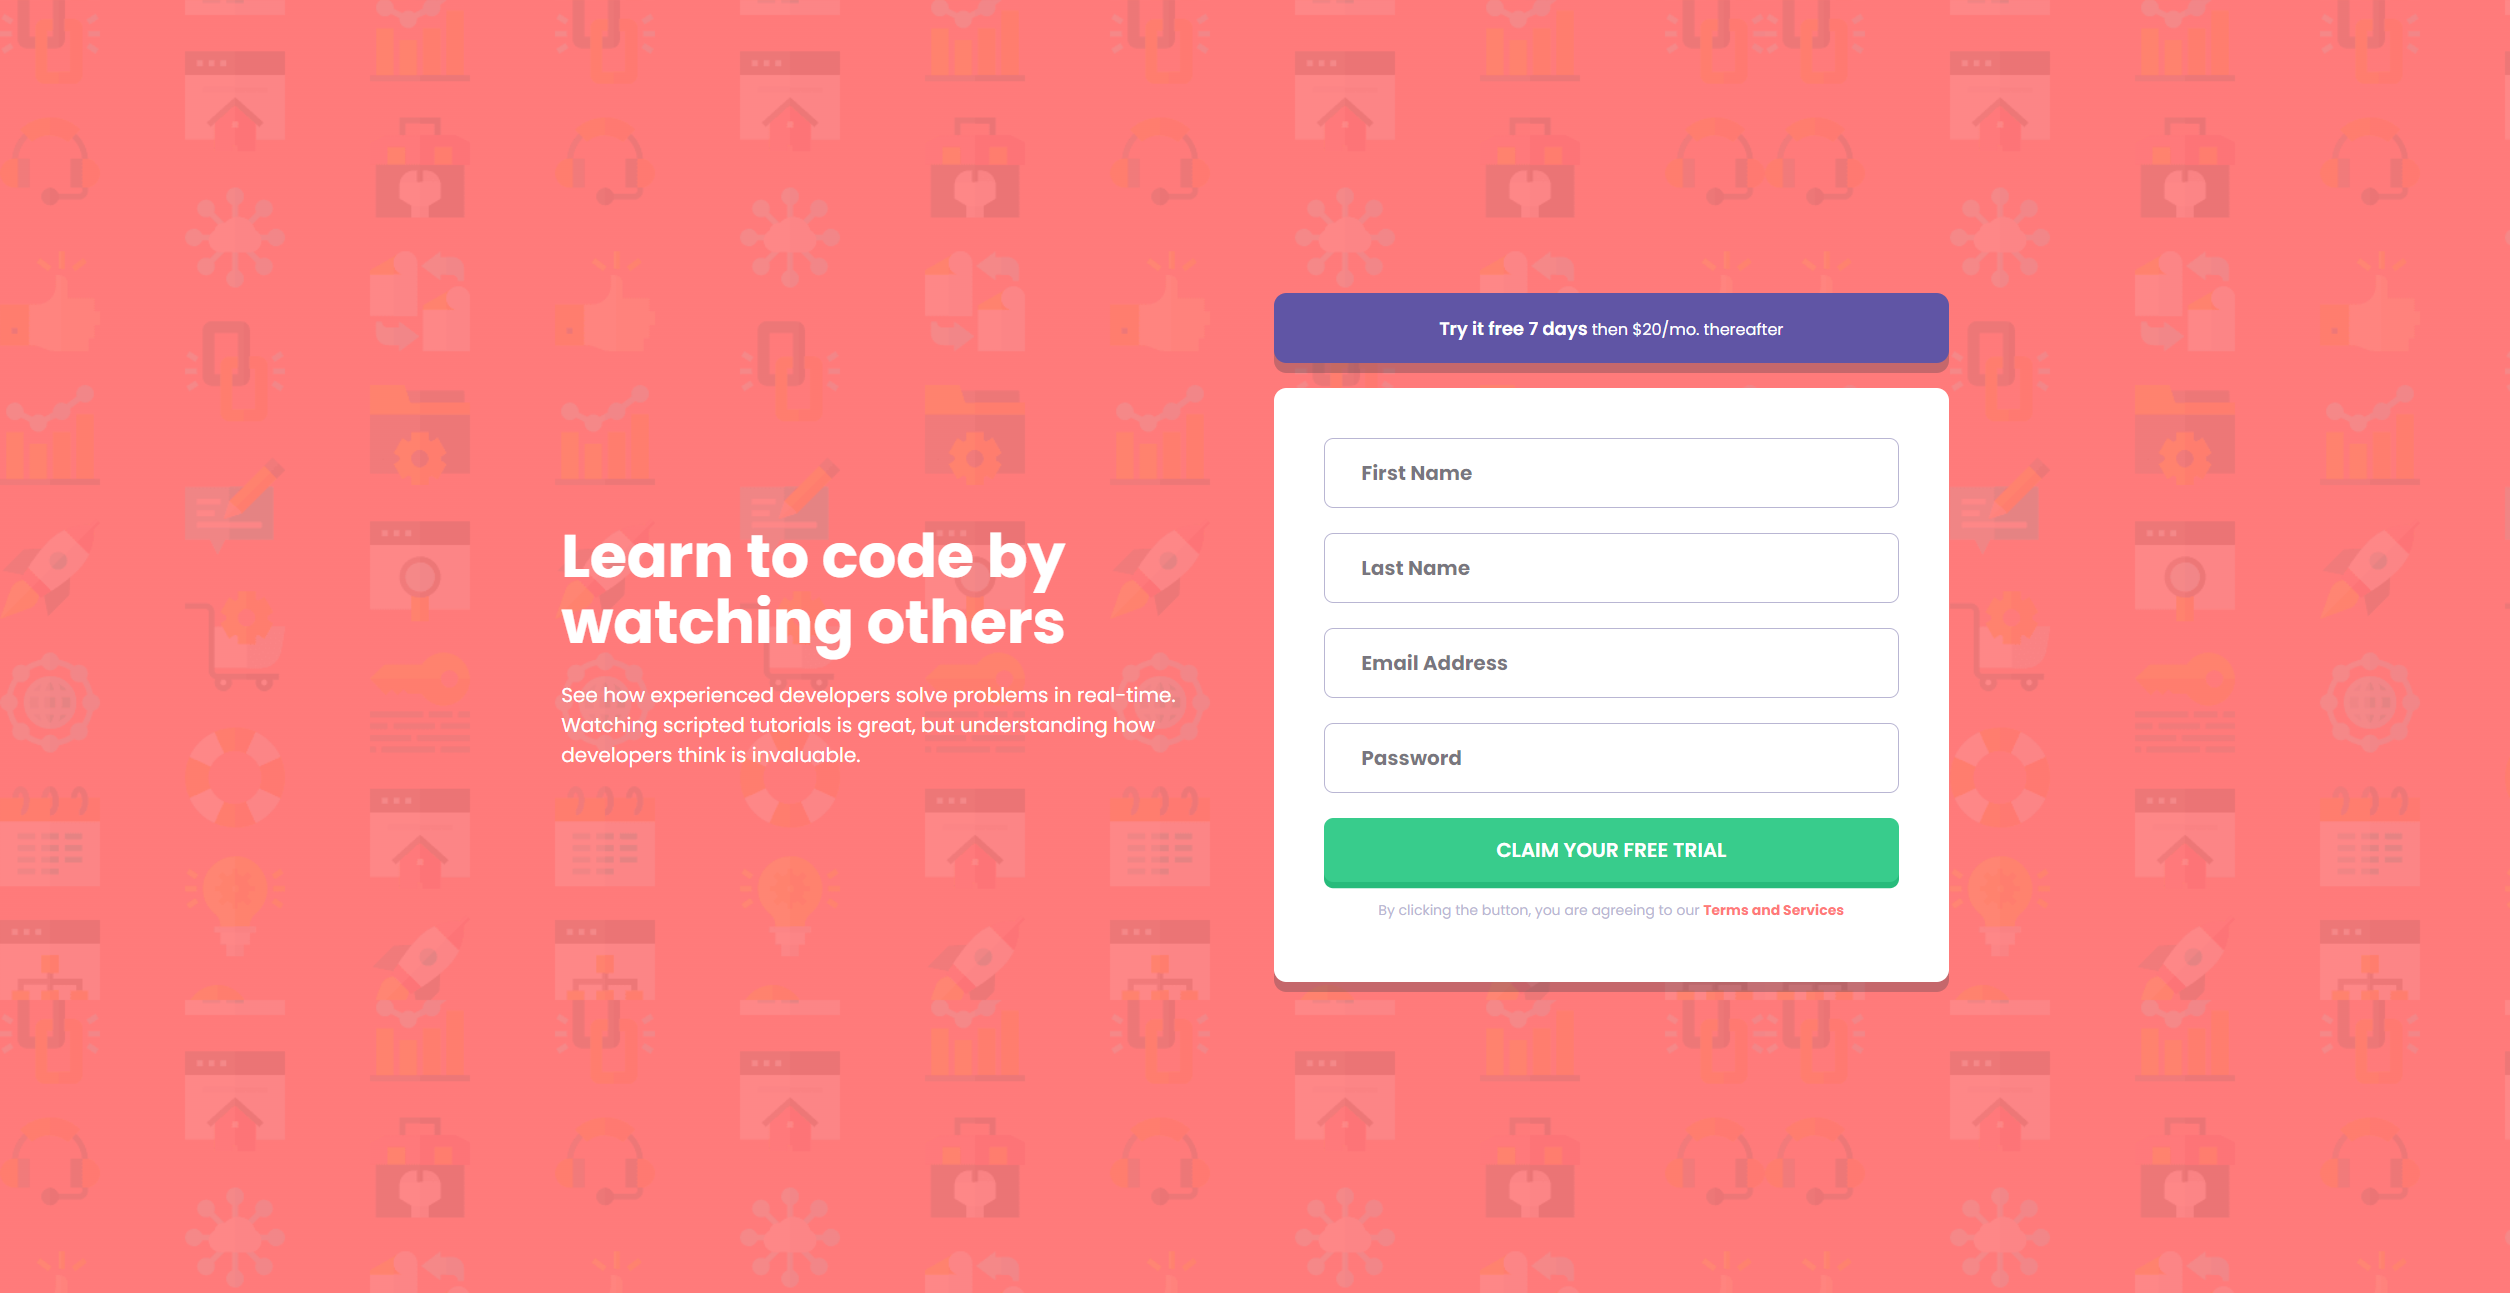 Learn to code by
watching others
See how experienced developers solve problems in real-time.
Watching scripted tutorials is great, but understanding how
developers think is invaluable.
Try it free 7 days then $20/mo. thereafter
First Name
Last Name
Email Address
Password
CLAIM YOUR FREE TRIAL
By clicking the button, you are agreeing to our Terms and Services